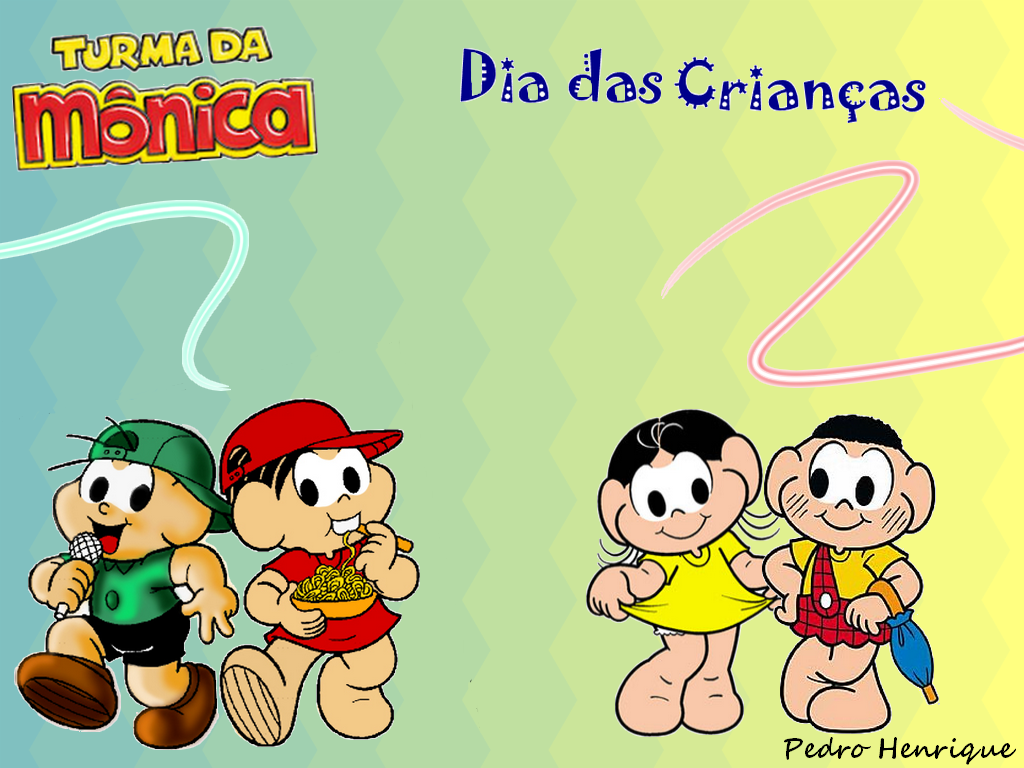 TURMA DA
mônica
Dia das Crianças
Pedro Henrique